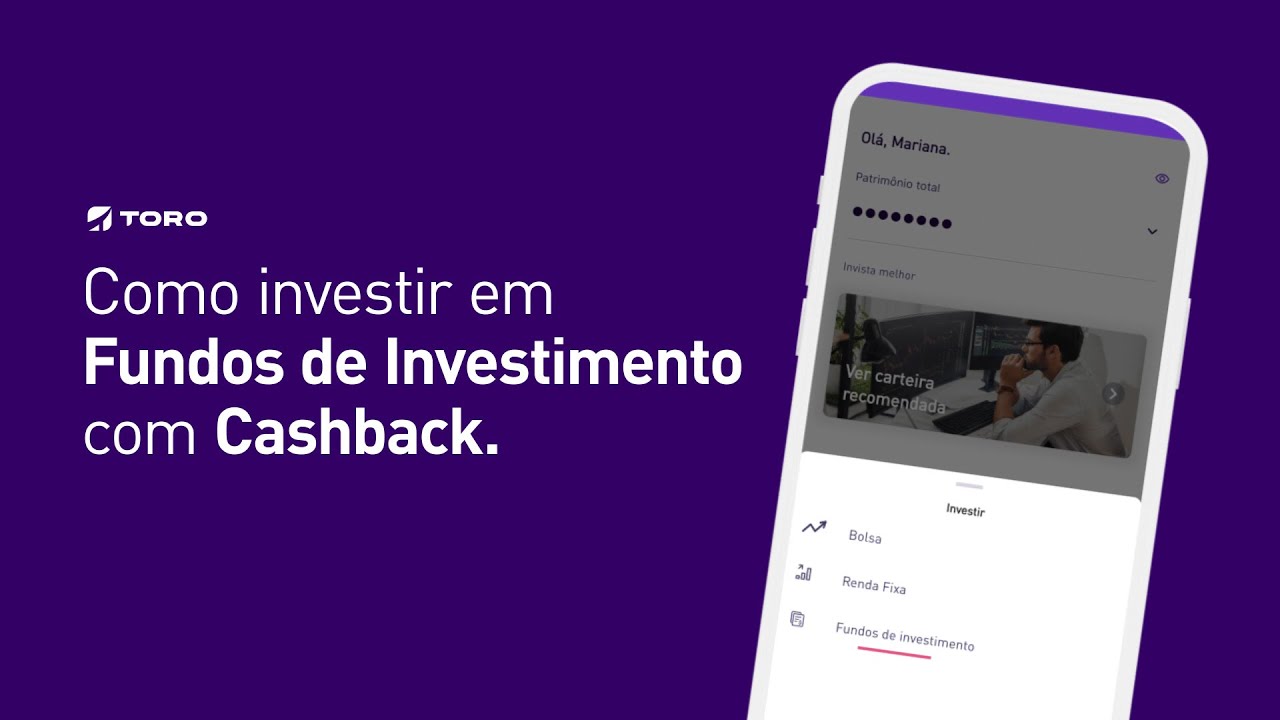 TORO
Como investir em
Fundos de Investimento
com Cashback.
Olá, Mariana.
Patrimônio total
Invista melhor
Ver carteira
recomendada
Investir
Bolsa
Renda Fixa
Fundos de investimento